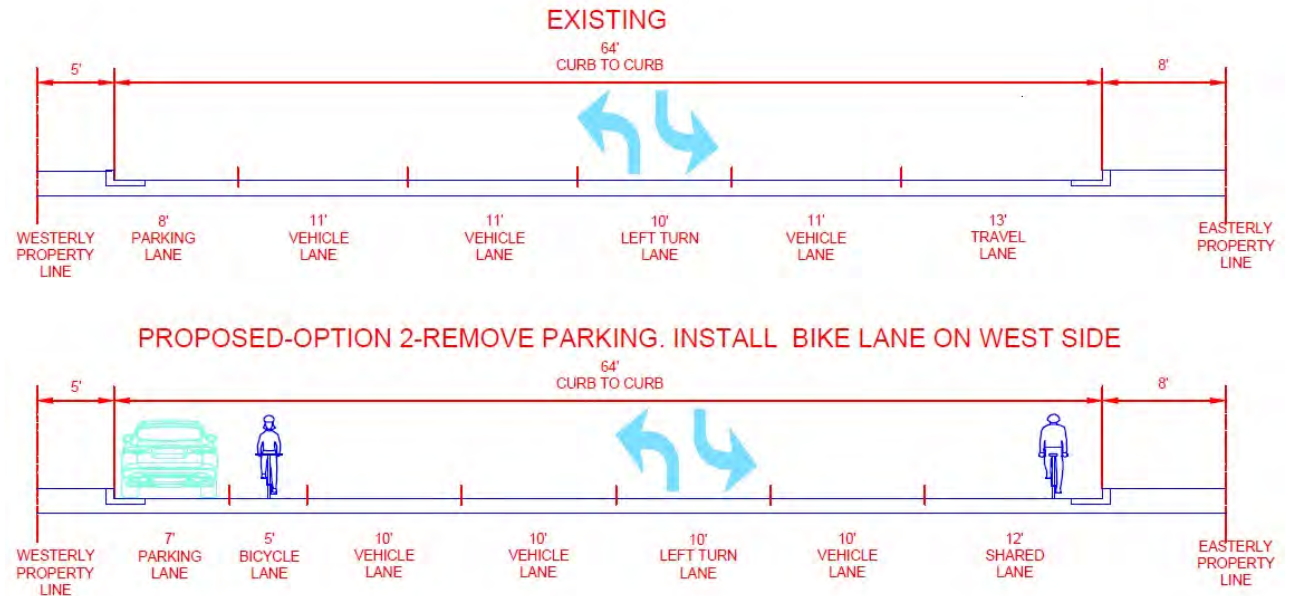 EXISTING
64'
CURB TO CURB
5'
8'
8'
PARKING
LANE
11'
VEHICLE
LANE
11'
VEHICLE
LANE
10'
LEFT TURN
LANE
11'
VEHICLE
LANE
13'
TRAVEL
LANE
WESTERLY
PROPERTY
LINE
EASTERLY
PROPERTY
LINE
PROPOSED-OPTION 2-REMOVE PARKING. INSTALL BIKE LANE ON WEST SIDE
64'
CURB TO CURB
5'
8'
WESTERLY
PROPERTY
LINE
7'
PARKING
LANE
5'
BICYCLE
LANE
10'
VEHICLE
LANE
10'
VEHICLE
LANE
10'
LEFT TURN
LANE
10'
VEHICLE
LANE
12'
SHARED
LANE
EASTERLY
PROPERTY
LINE